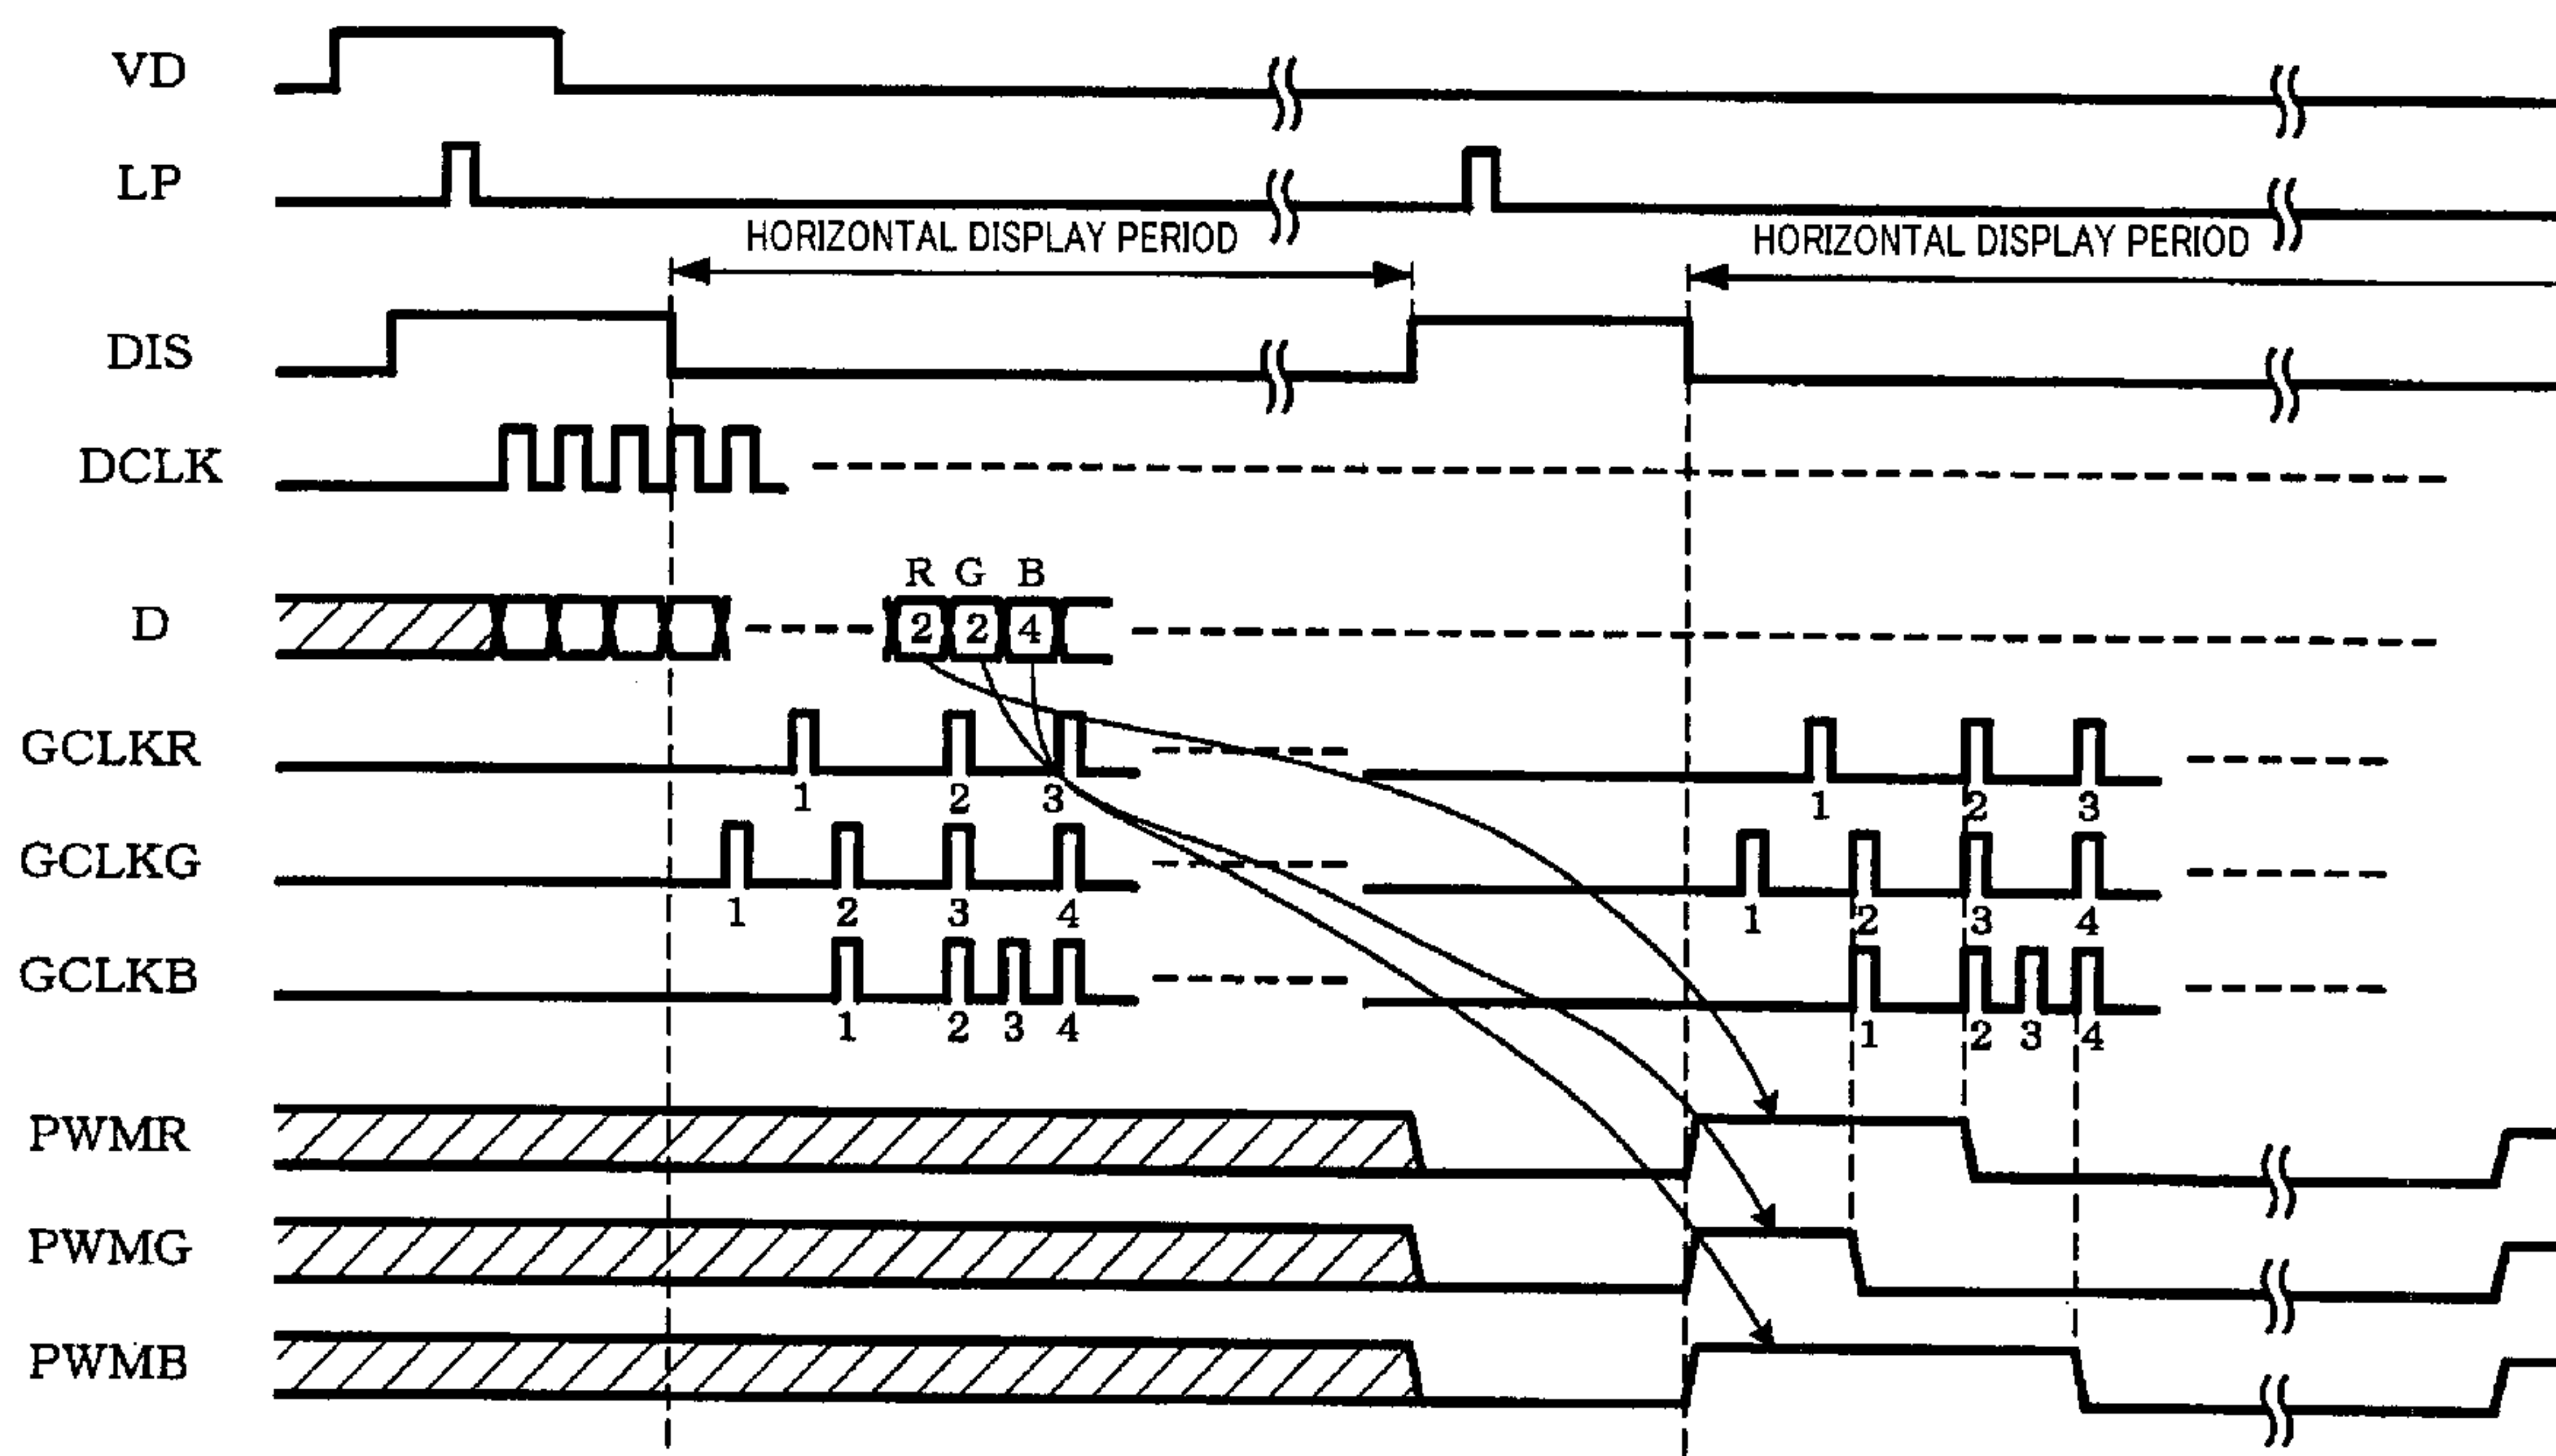 VD
LP
HORIZONTAL DISPLAY PERIOD HORIZONTAL DISPLAY PERIOD
DIS
DCLK
R G B
D 2 2 4
GCLKR
1 2 3 1 2 3
GCLKG
1 2 3 4 1 2 3 4
GCLKB
1 2 3 4 1 2 3 4
PWMR
PWMG
PWMB